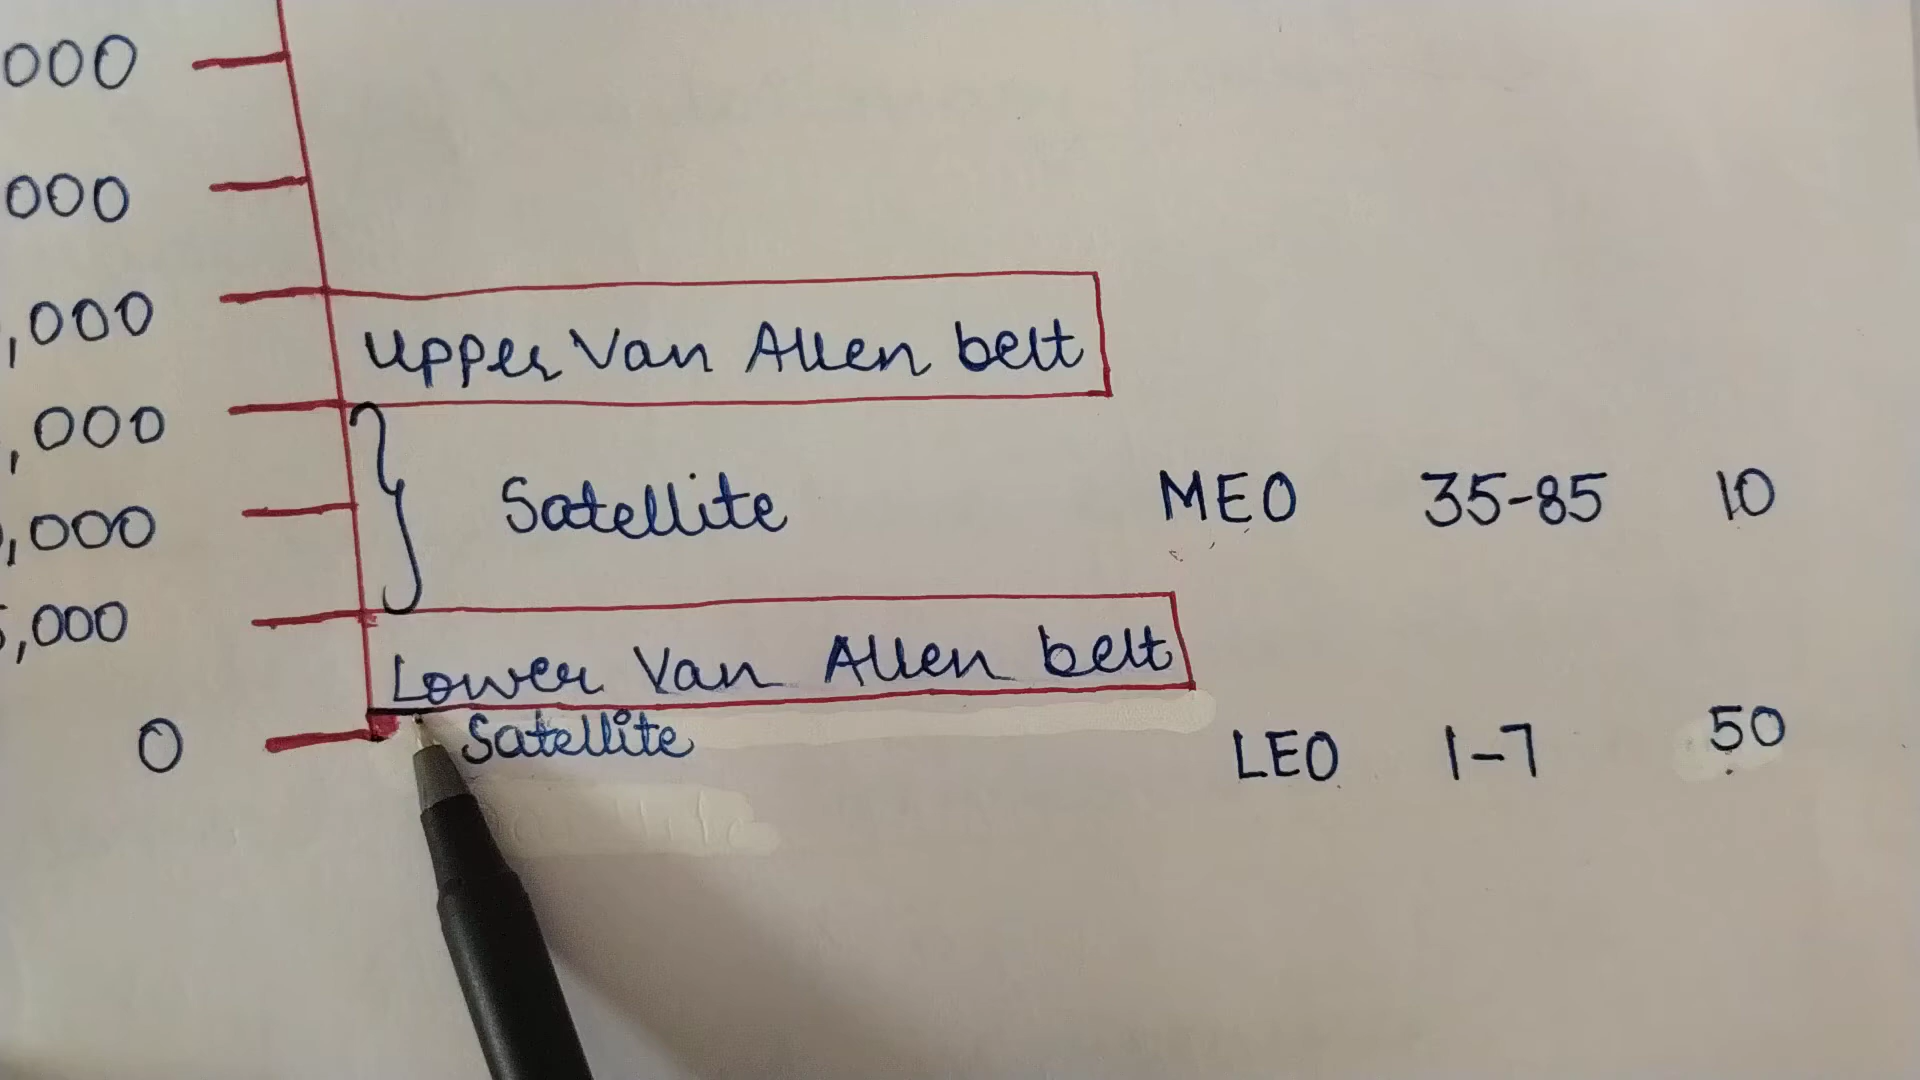 000
000
,000
Upper Van Allen belt
,000
Satellite MEO 35-85 10
,000
5,000
Lower Van Allen belt
0 Satellite LEO 1-7 50